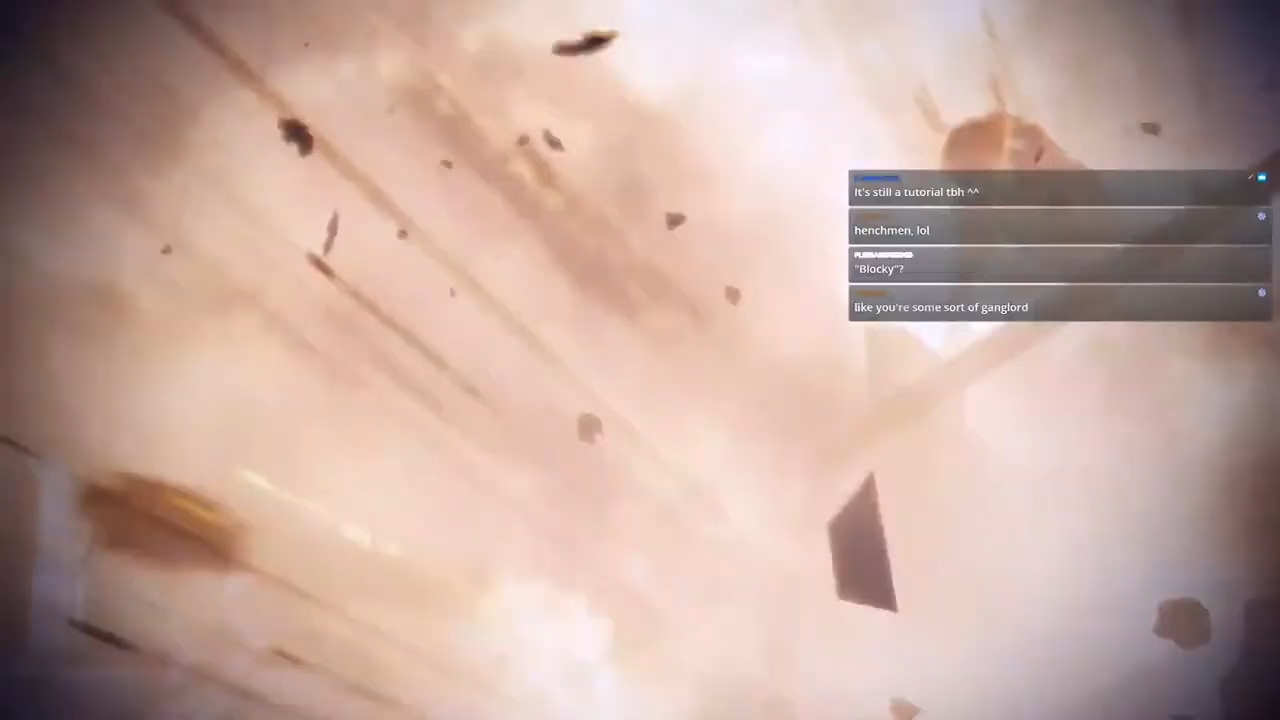 It's still a tutorial tbh ^^
henchmen, lol
"Blocky"?
like you're some sort of ganglord